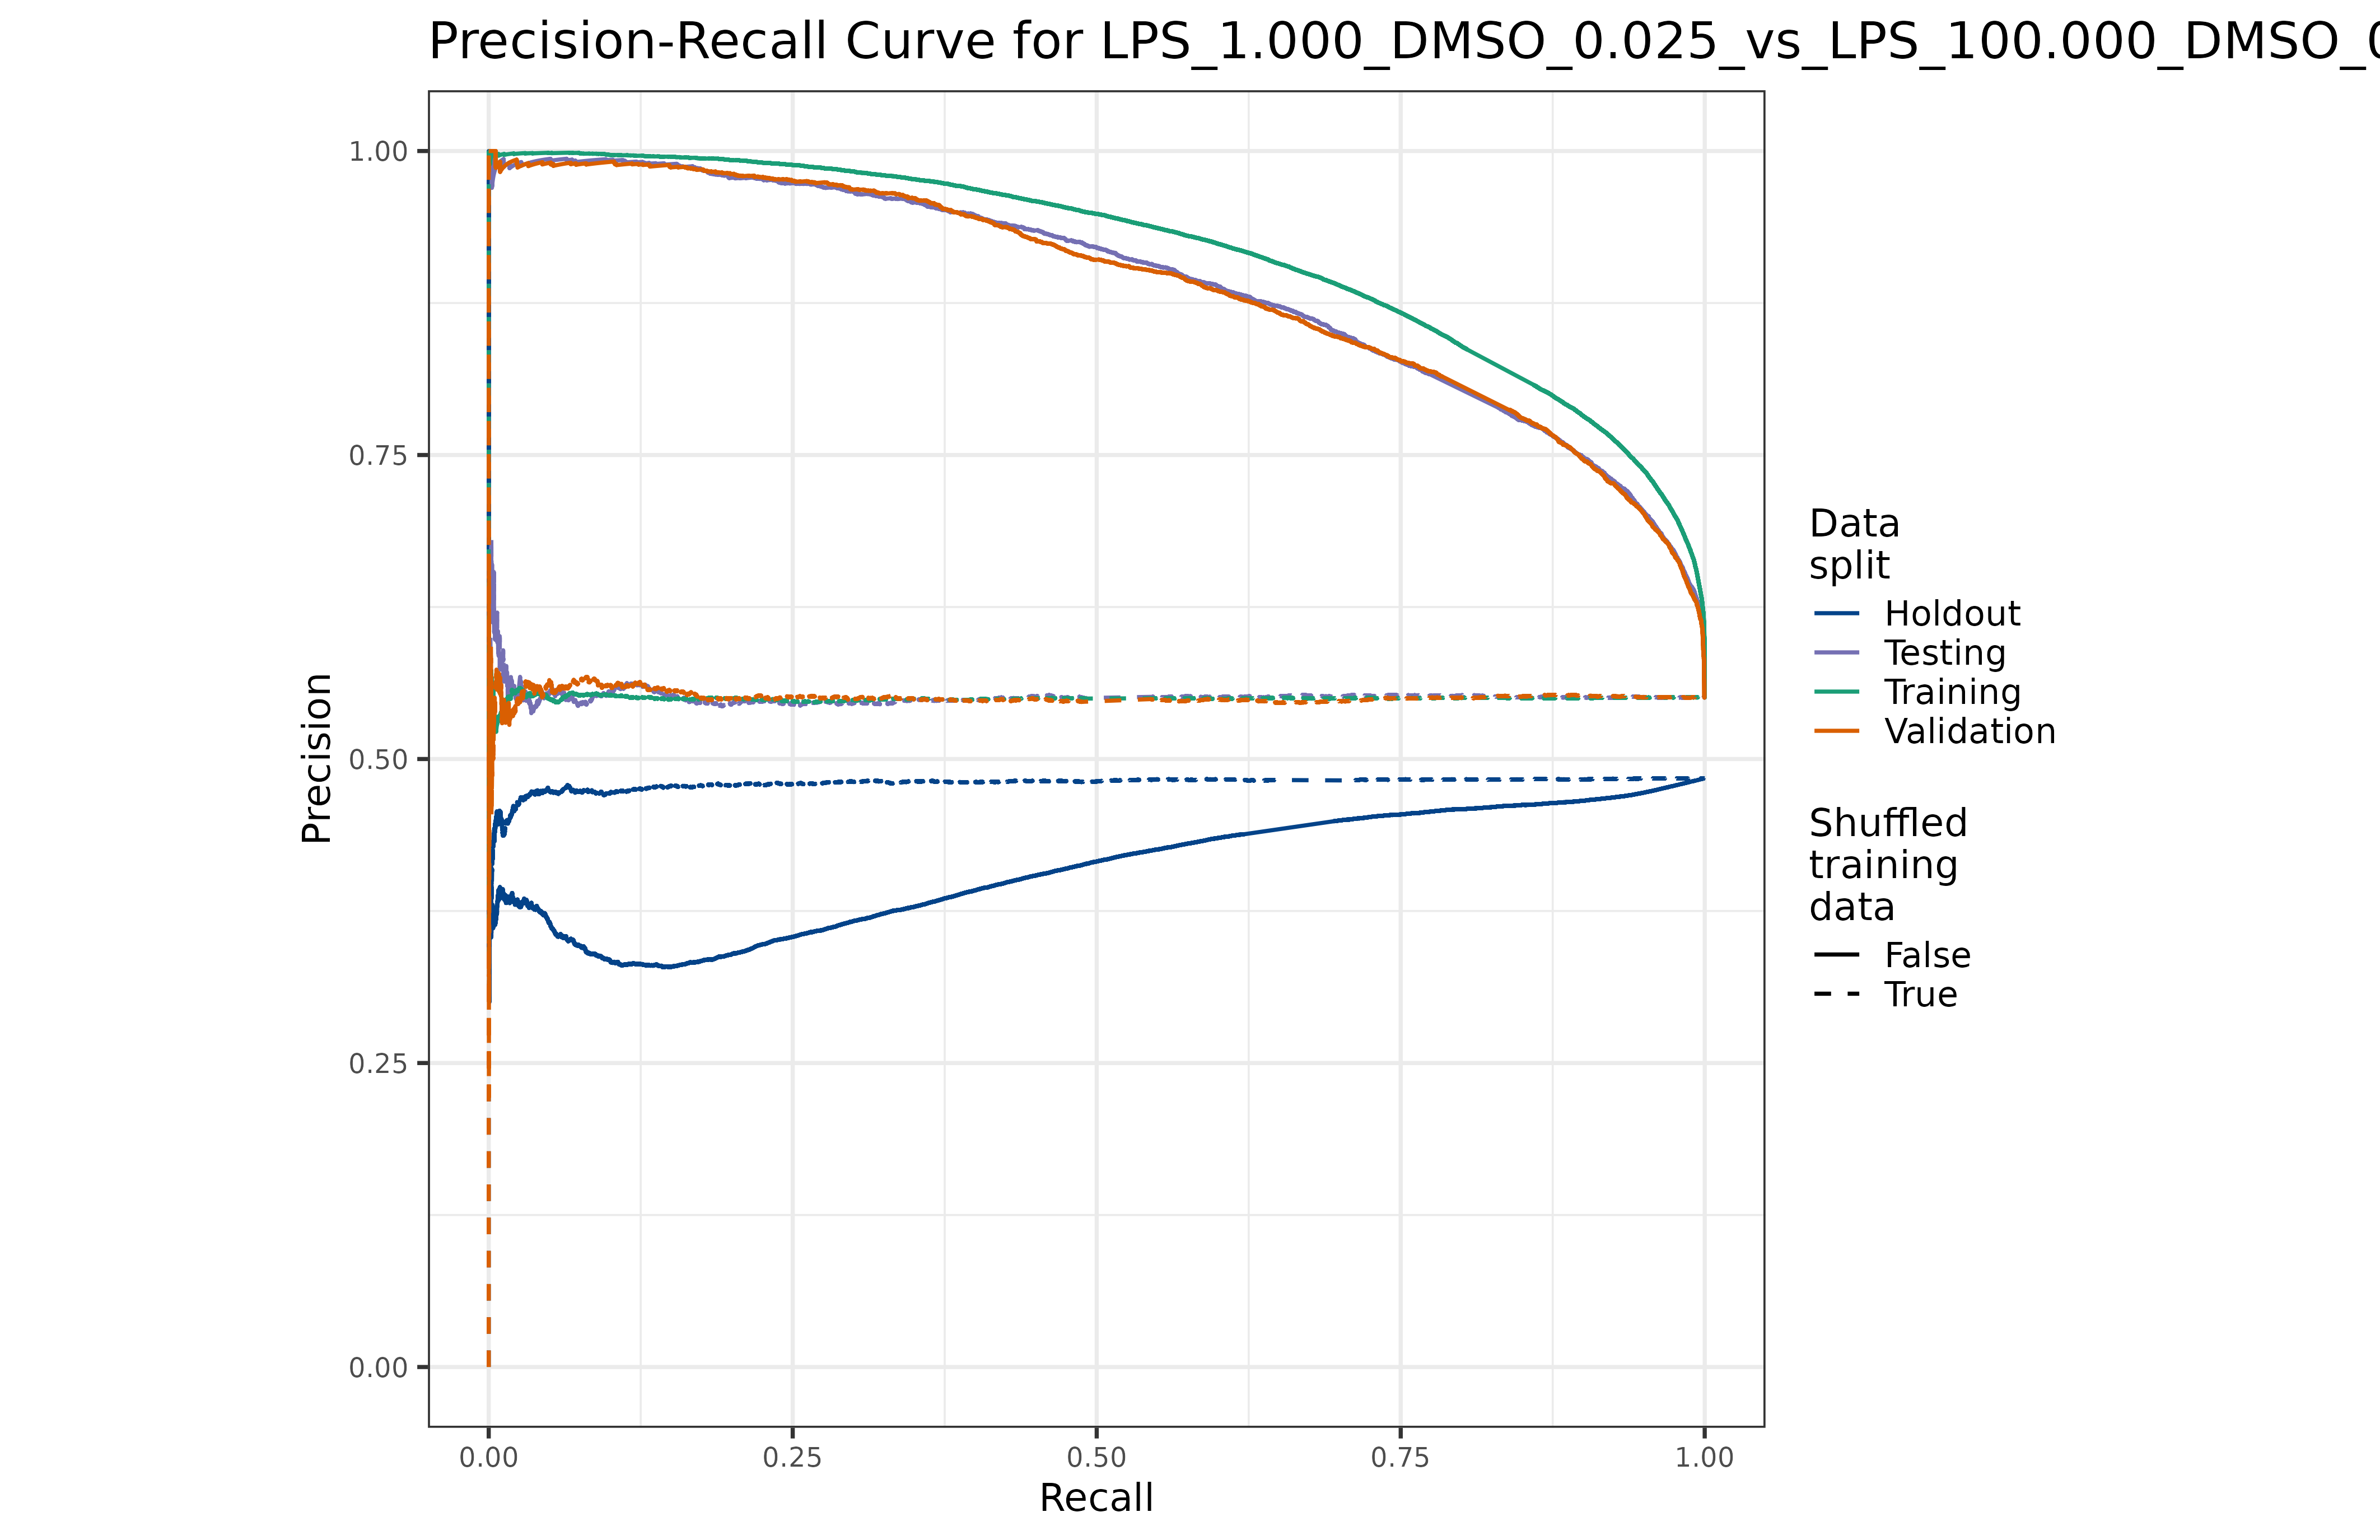 Precision-Recall Curve for LPS_1.000_DMSO_0.025_vs_LPS_100.000_DMSO_0
1.00
0.75
0.50
0.25
0.00
Precision
0.00 0.25 0.50 0.75 1.00
Recall
Data
split
Holdout
Testing
Training
Validation
Shuffled
training
data
False
True